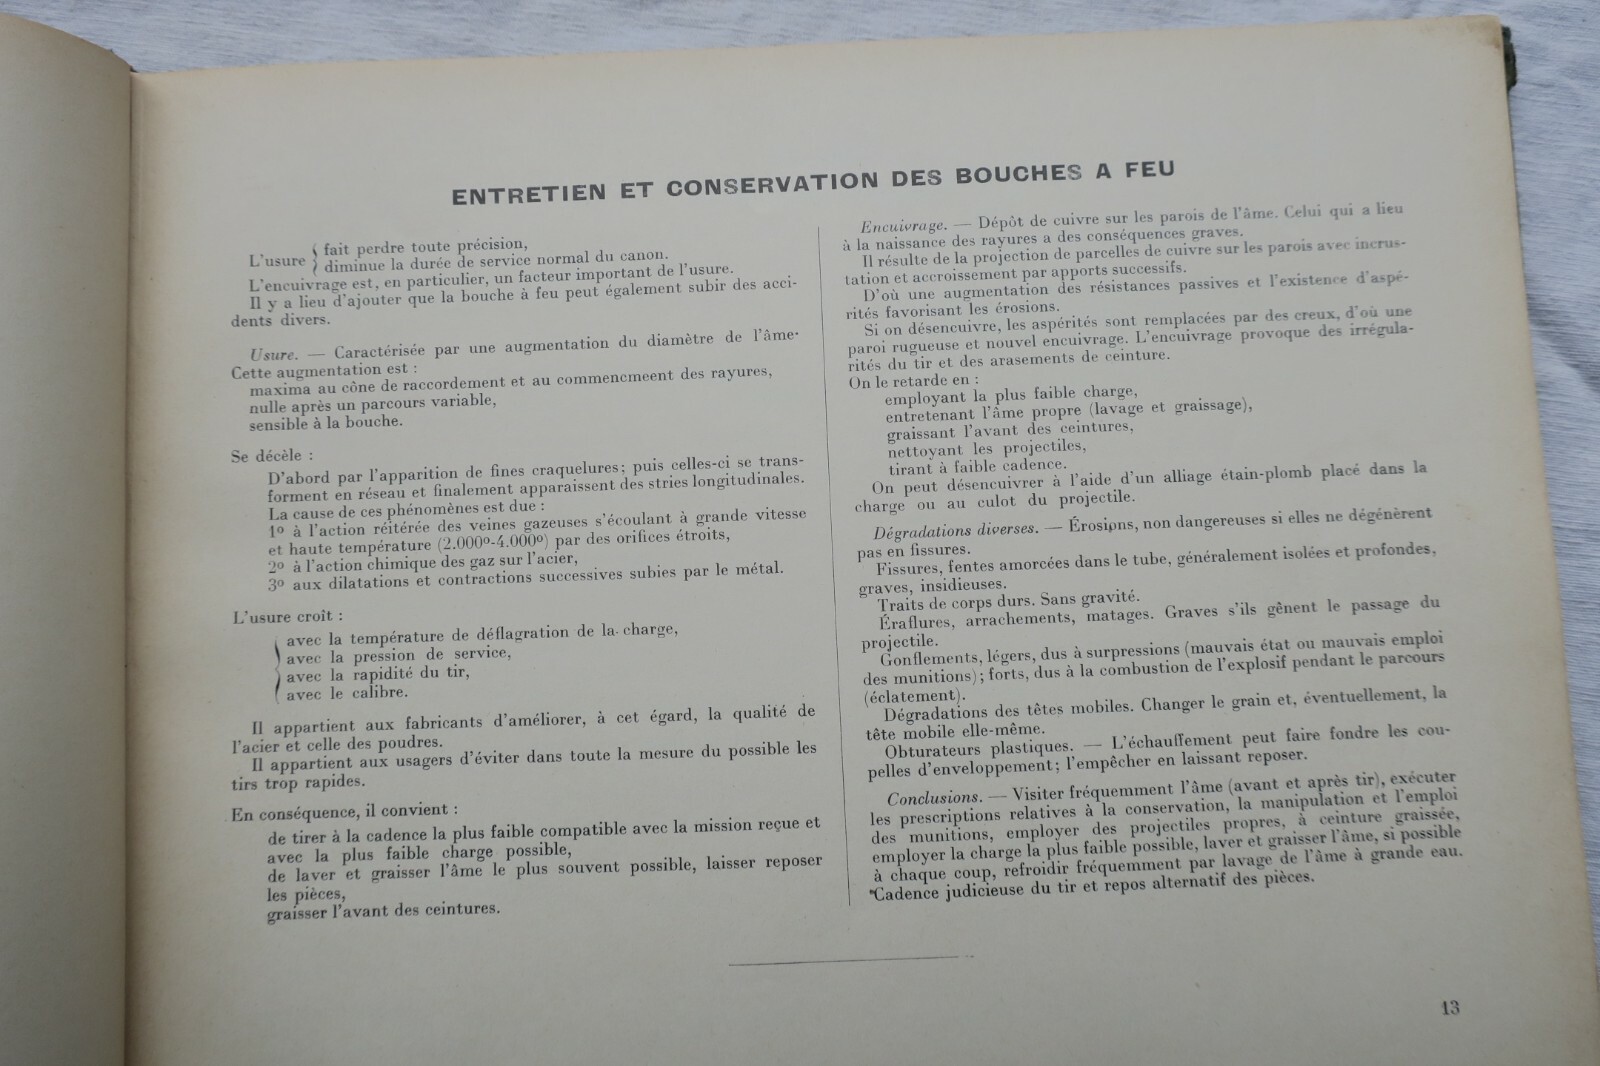 ENTRETIEN ET CONSERVATION DES BOUCHES A FEU
L'usure { fait perdre toute précision,
diminue la durée de service normal du canon.
L'encuivrage est, en particulier, un facteur important de l'usure.
Il y a lieu d'ajouter que la bouche à feu peut également subir des acci-
dents divers.
Usure. — Caractérisée par une augmentation du diamètre de l'âme-
Cette augmentation est :
maxima au cône de raccordement et au commencmeent des rayures,
nulle après un parcours variable,
sensible à la bouche.
Se décèle :
D'abord par l'apparition de fines craquelures; puis celles-ci se trans-
forment en réseau et finalement apparaissent des stries longitudinales.
La cause de ces phénomènes est due :
1º à l'action réitérée des veines gazeuses s'écoulant à grande vitesse
et haute température (2.000º-4.000º) par des orifices étroits,
2º à l'action chimique des gaz sur l'acier,
3º aux dilatations et contractions successives subies par le métal.
L'usure croît :
avec la température de déflagration de la charge,
avec la pression de service,
avec la rapidité du tir,
avec le calibre.
Il appartient aux fabricants d'améliorer, à cet égard, la qualité de
l'acier et celle des poudres.
Il appartient aux usagers d'éviter dans toute la mesure du possible les
tirs trop rapides.
En conséquence, il convient :
de tirer à la cadence la plus faible compatible avec la mission reçue et
avec la plus faible charge possible,
de laver et graisser l'âme le plus souvent possible, laisser reposer
les pièces,
graisser l'avant des ceintures.
Encuivrage. — Dépôt de cuivre sur les parois de l'âme. Celui qui a lieu
à la naissance des rayures a des conséquences graves.
Il résulte de la projection de parcelles de cuivre sur les parois avec incrus-
tation et accroissement par apports successifs.
D'où une augmentation des résistances passives et l'existence d'aspé-
rités favorisant les érosions.
Si on désencuivre, les aspérités sont remplacées par des creux, d'où une
paroi rugueuse et nouvel encuivrage. L'encuivrage provoque des irrégula-
rités du tir et des arasements de ceinture.
On le retarde en :
employant la plus faible charge,
entretenant l'âme propre (lavage et graissage),
graissant l'avant des ceintures,
nettoyant les projectiles,
tirant à faible cadence.
On peut désencuivrer à l'aide d'un alliage étain-plomb placé dans la
charge ou au culot du projectile.
Dégradations diverses. — Érosions, non dangereuses si elles ne dégénèrent
pas en fissures.
Fissures, fentes amorcées dans le tube, généralement isolées et profondes,
graves, insidieuses.
Traits de corps durs. Sans gravité.
Éraflures, arrachements, matages. Graves s'ils gênent le passage du
projectile.
Gonflements, légers, dus à surpressions (mauvais état ou mauvais emploi
des munitions); forts, dus à la combustion de l'explosif pendant le parcours
(éclatement).
Dégradations des têtes mobiles. Changer le grain et, éventuellement, la
tête mobile elle-même.
Obturateurs plastiques. — L'échauffement peut faire fondre les cou-
pelles d'enveloppement; l'empêcher en laissant reposer.
Conclusions. — Visiter fréquemment l'âme (avant et après tir), exécuter
les prescriptions relatives à la conservation, la manipulation et l'emploi
des munitions, employer des projectiles propres, à ceinture graissée,
employer la charge la plus faible possible, laver et graisser l'âme, si possible
à chaque coup, refroidir fréquemment par lavage de l'âme à grande eau.
Cadence judicieuse du tir et repos alternatif des pièces.
13